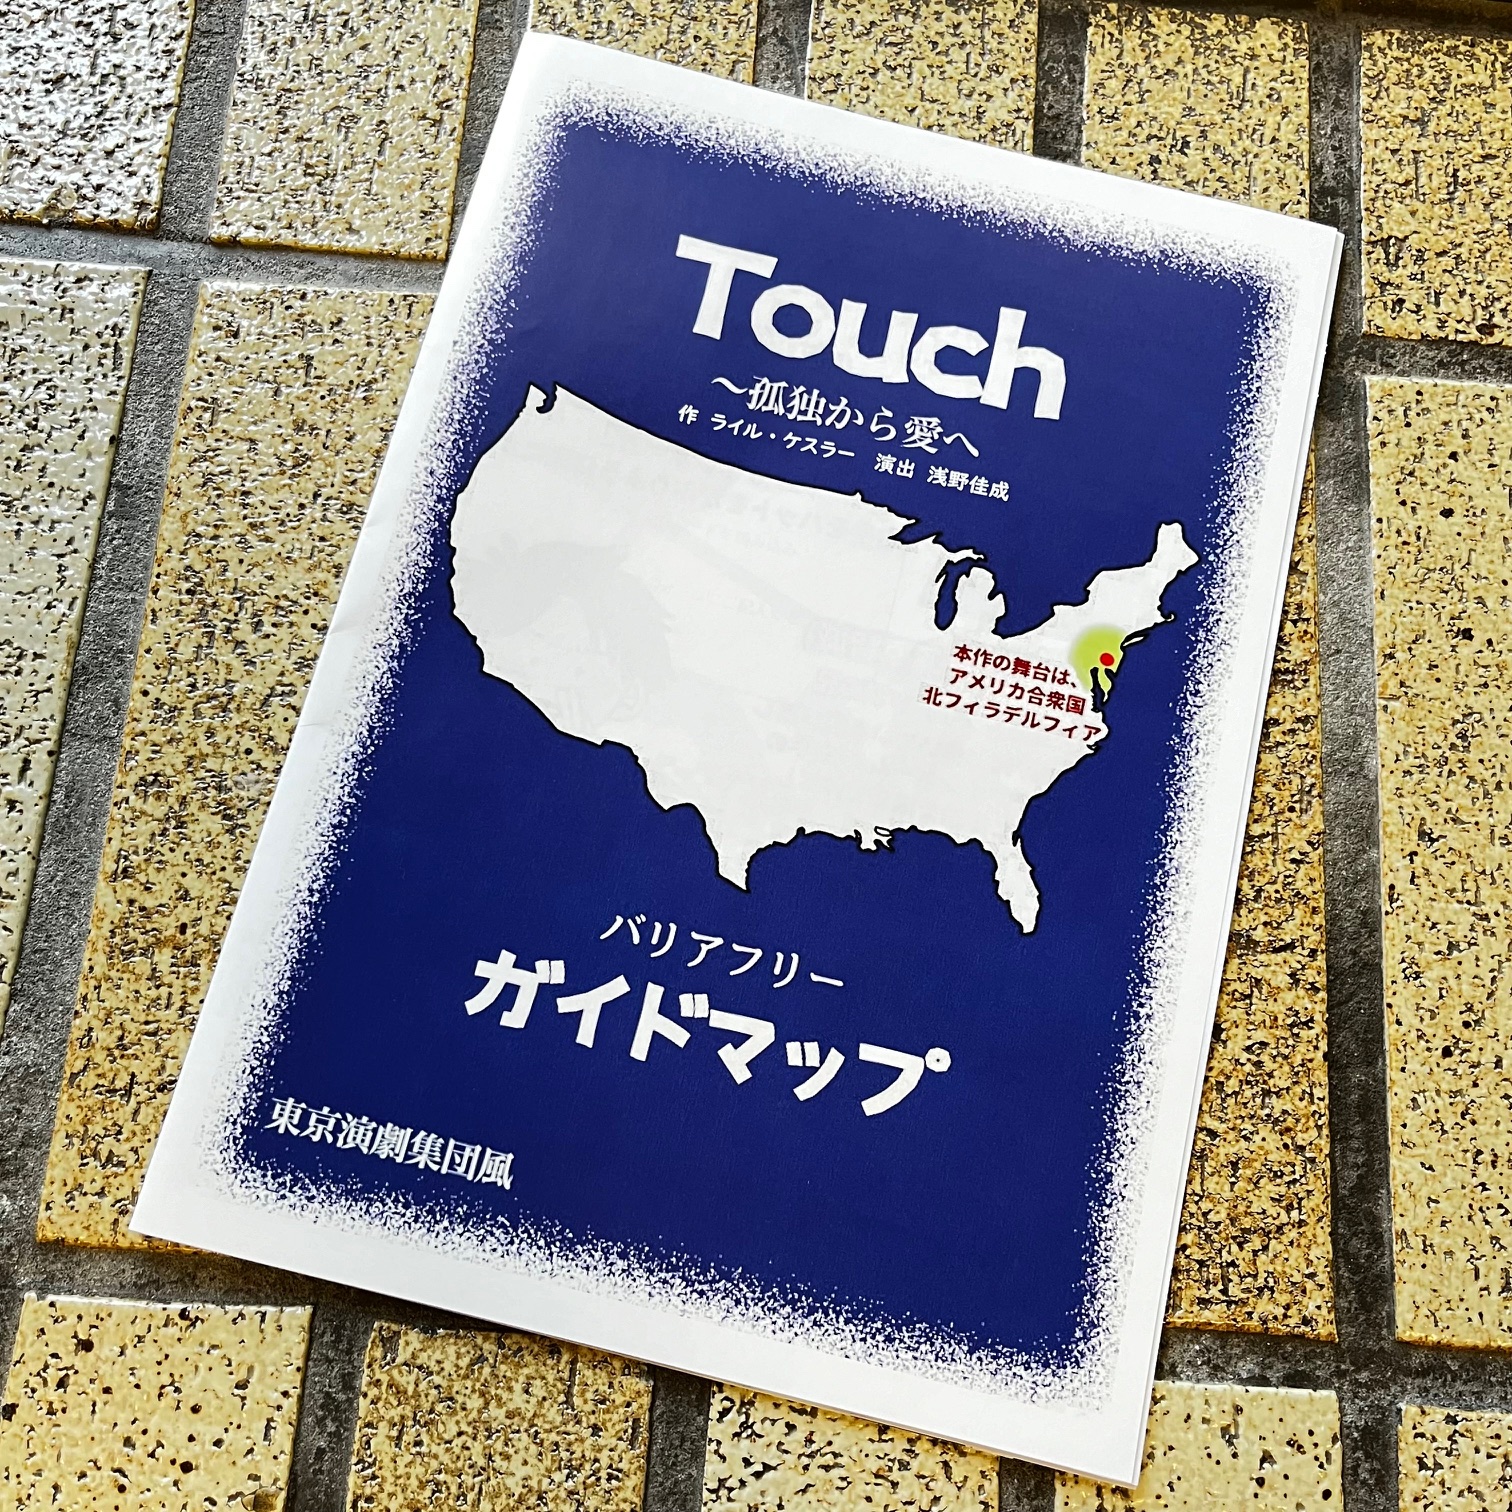 Touch
～孤独から愛へ
作 ライル・ケスラー 演出 浅野佳成
本作の舞台は、
アメリカ合衆国
北フィラデルフィア
バリアフリー
ガイドマップ
東京演劇集団風